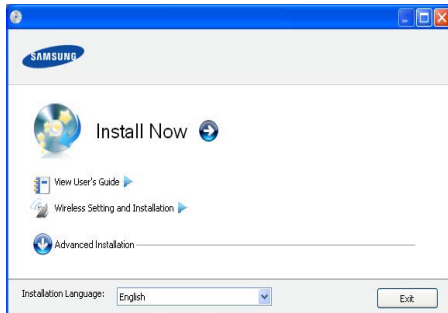 SAMSUNG
Install Now
View User's Guide
Wireless Setting and Installation
Advanced Installation
Installation Language: English Exit